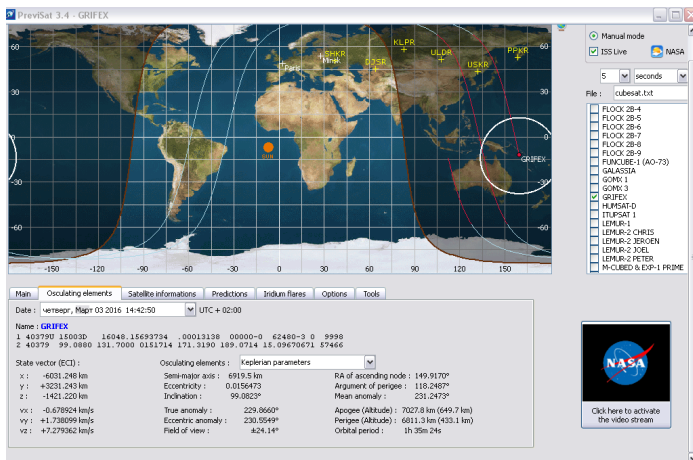 PreviSat 3.4 - GRIFEX
Manual mode
ISS Live NASA
5 seconds
File : cubesat.txt
60 60
30 30
0 0
-30 -30
-60 -60
-150 -120 -90 -60 -30 0 30 60 90 120 150
KLPR
SHKR
Minsk
Paris
DJSR
ULDR
USKR
PPKR
SUN
GRIFEX
FLOCK 2B-4
FLOCK 2B-5
FLOCK 2B-6
FLOCK 2B-7
FLOCK 2B-8
FLOCK 2B-9
FUNCUBE-1 (AO-73)
GALASSIA
GOMX 1
GOMX 3
GRIFEX
HUMSAT-D
ITUPSAT 1
LEMUR-1
LEMUR-2 CHRIS
LEMUR-2 JEROEN
LEMUR-2 JOEL
LEMUR-2 PETER
M-CUBED & EXP-1 PRIME
Main Osculating elements Satellite informations Predictions Iridium flares Options Tools
Date : четверг, Март 03 2016 14:42:50 UTC + 02:00
Name : GRIFEX
1 40379U 15003D 16048.15693734 .00013138 00000-0 62480-3 0 9998
2 40379 99.0880 131.7000 0151714 171.3190 189.0714 15.09670671 57466
State vector (ECI) : Osculating elements : Keplerian parameters
x : -6031.248 km Semi-major axis : 6919.5 km RA of ascending node : 149.9170°
y : +3231.243 km Eccentricity : 0.0156473 Argument of perigee : 118.2487°
z : -1421.220 km Inclination : 99.0823° Mean anomaly : 231.2473°
vx : -0.678924 km/s True anomaly : 229.8660° Apogee (Altitude) : 7027.8 km (649.7 km)
vy : +1.738099 km/s Eccentric anomaly : 230.5549° Perigee (Altitude) : 6811.3 km (433.1 km)
vz : +7.279362 km/s Field of view : ±24.14° Orbital period : 1h 35m 24s
NASA
Click here to activate
the video stream